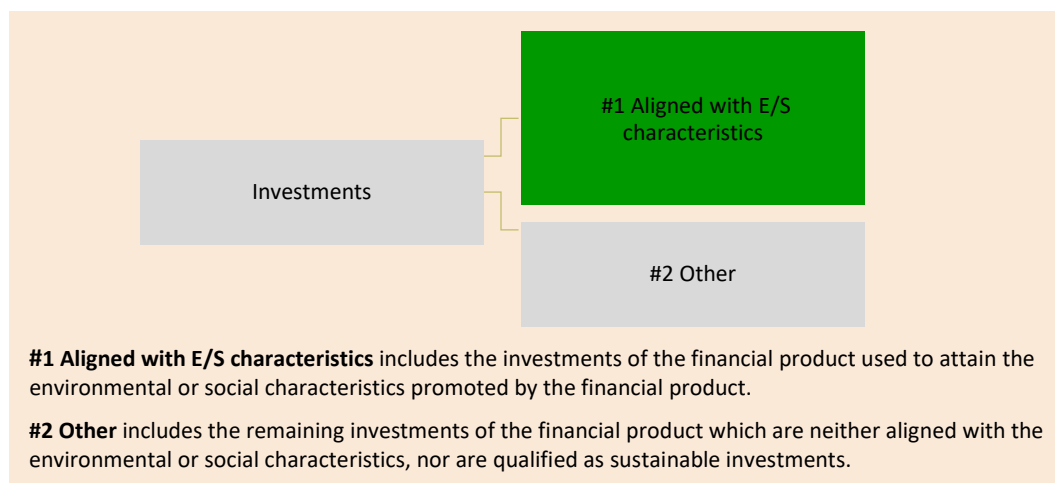 #1 Aligned with E/S
characteristics
Investments
#2 Other
#1 Aligned with E/S characteristics includes the investments of the financial product used to attain the
environmental or social characteristics promoted by the financial product.
#2 Other includes the remaining investments of the financial product which are neither aligned with the
environmental or social characteristics, nor are qualified as sustainable investments.